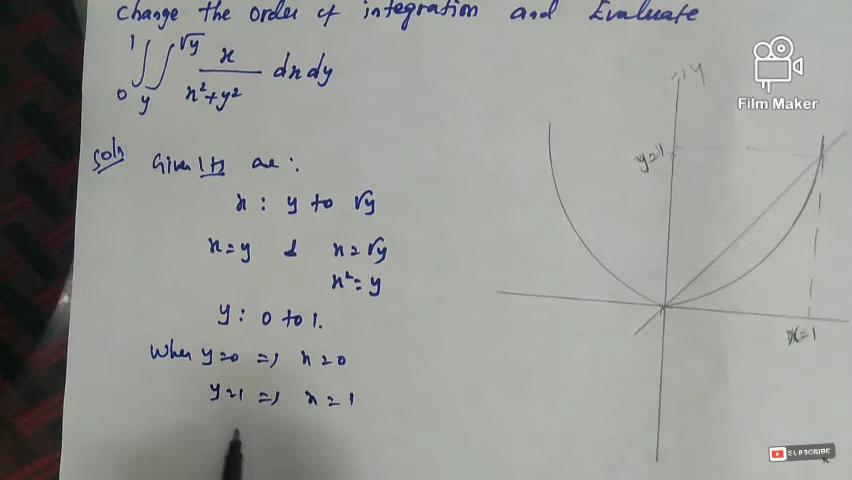 Change the order of integration and Evaluate
1 √y
∫ ∫ x / x²+y² dx dy
0 y
Soln Given lts are:
x : y to √y
x=y & x=√y
x²=y
y : 0 to 1.
When y=0 => x=0
y=1 => x=1
y
y=1
x=1
Film Maker
SUBSCRIBE